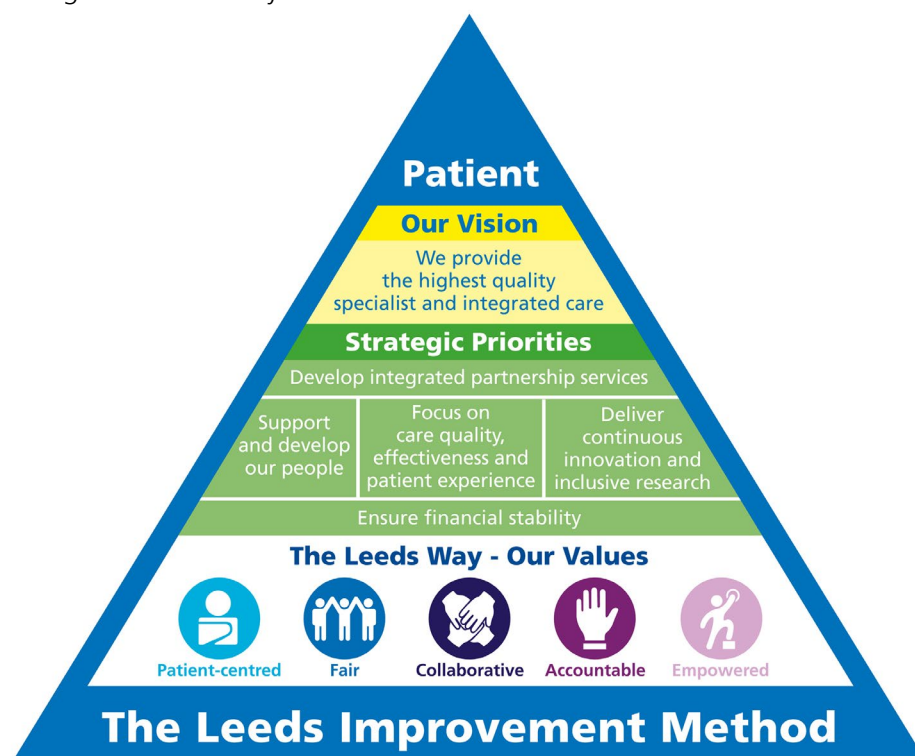 Patient
Our Vision
We provide
the highest quality
specialist and integrated care
Strategic Priorities
Develop integrated partnership services
Support
and develop
our people
Focus on
care quality,
effectiveness and
patient experience
Deliver
continuous
innovation and
inclusive research
Ensure financial stability
The Leeds Way - Our Values
Patient-centred
Fair
Collaborative
Accountable
Empowered
The Leeds Improvement Method